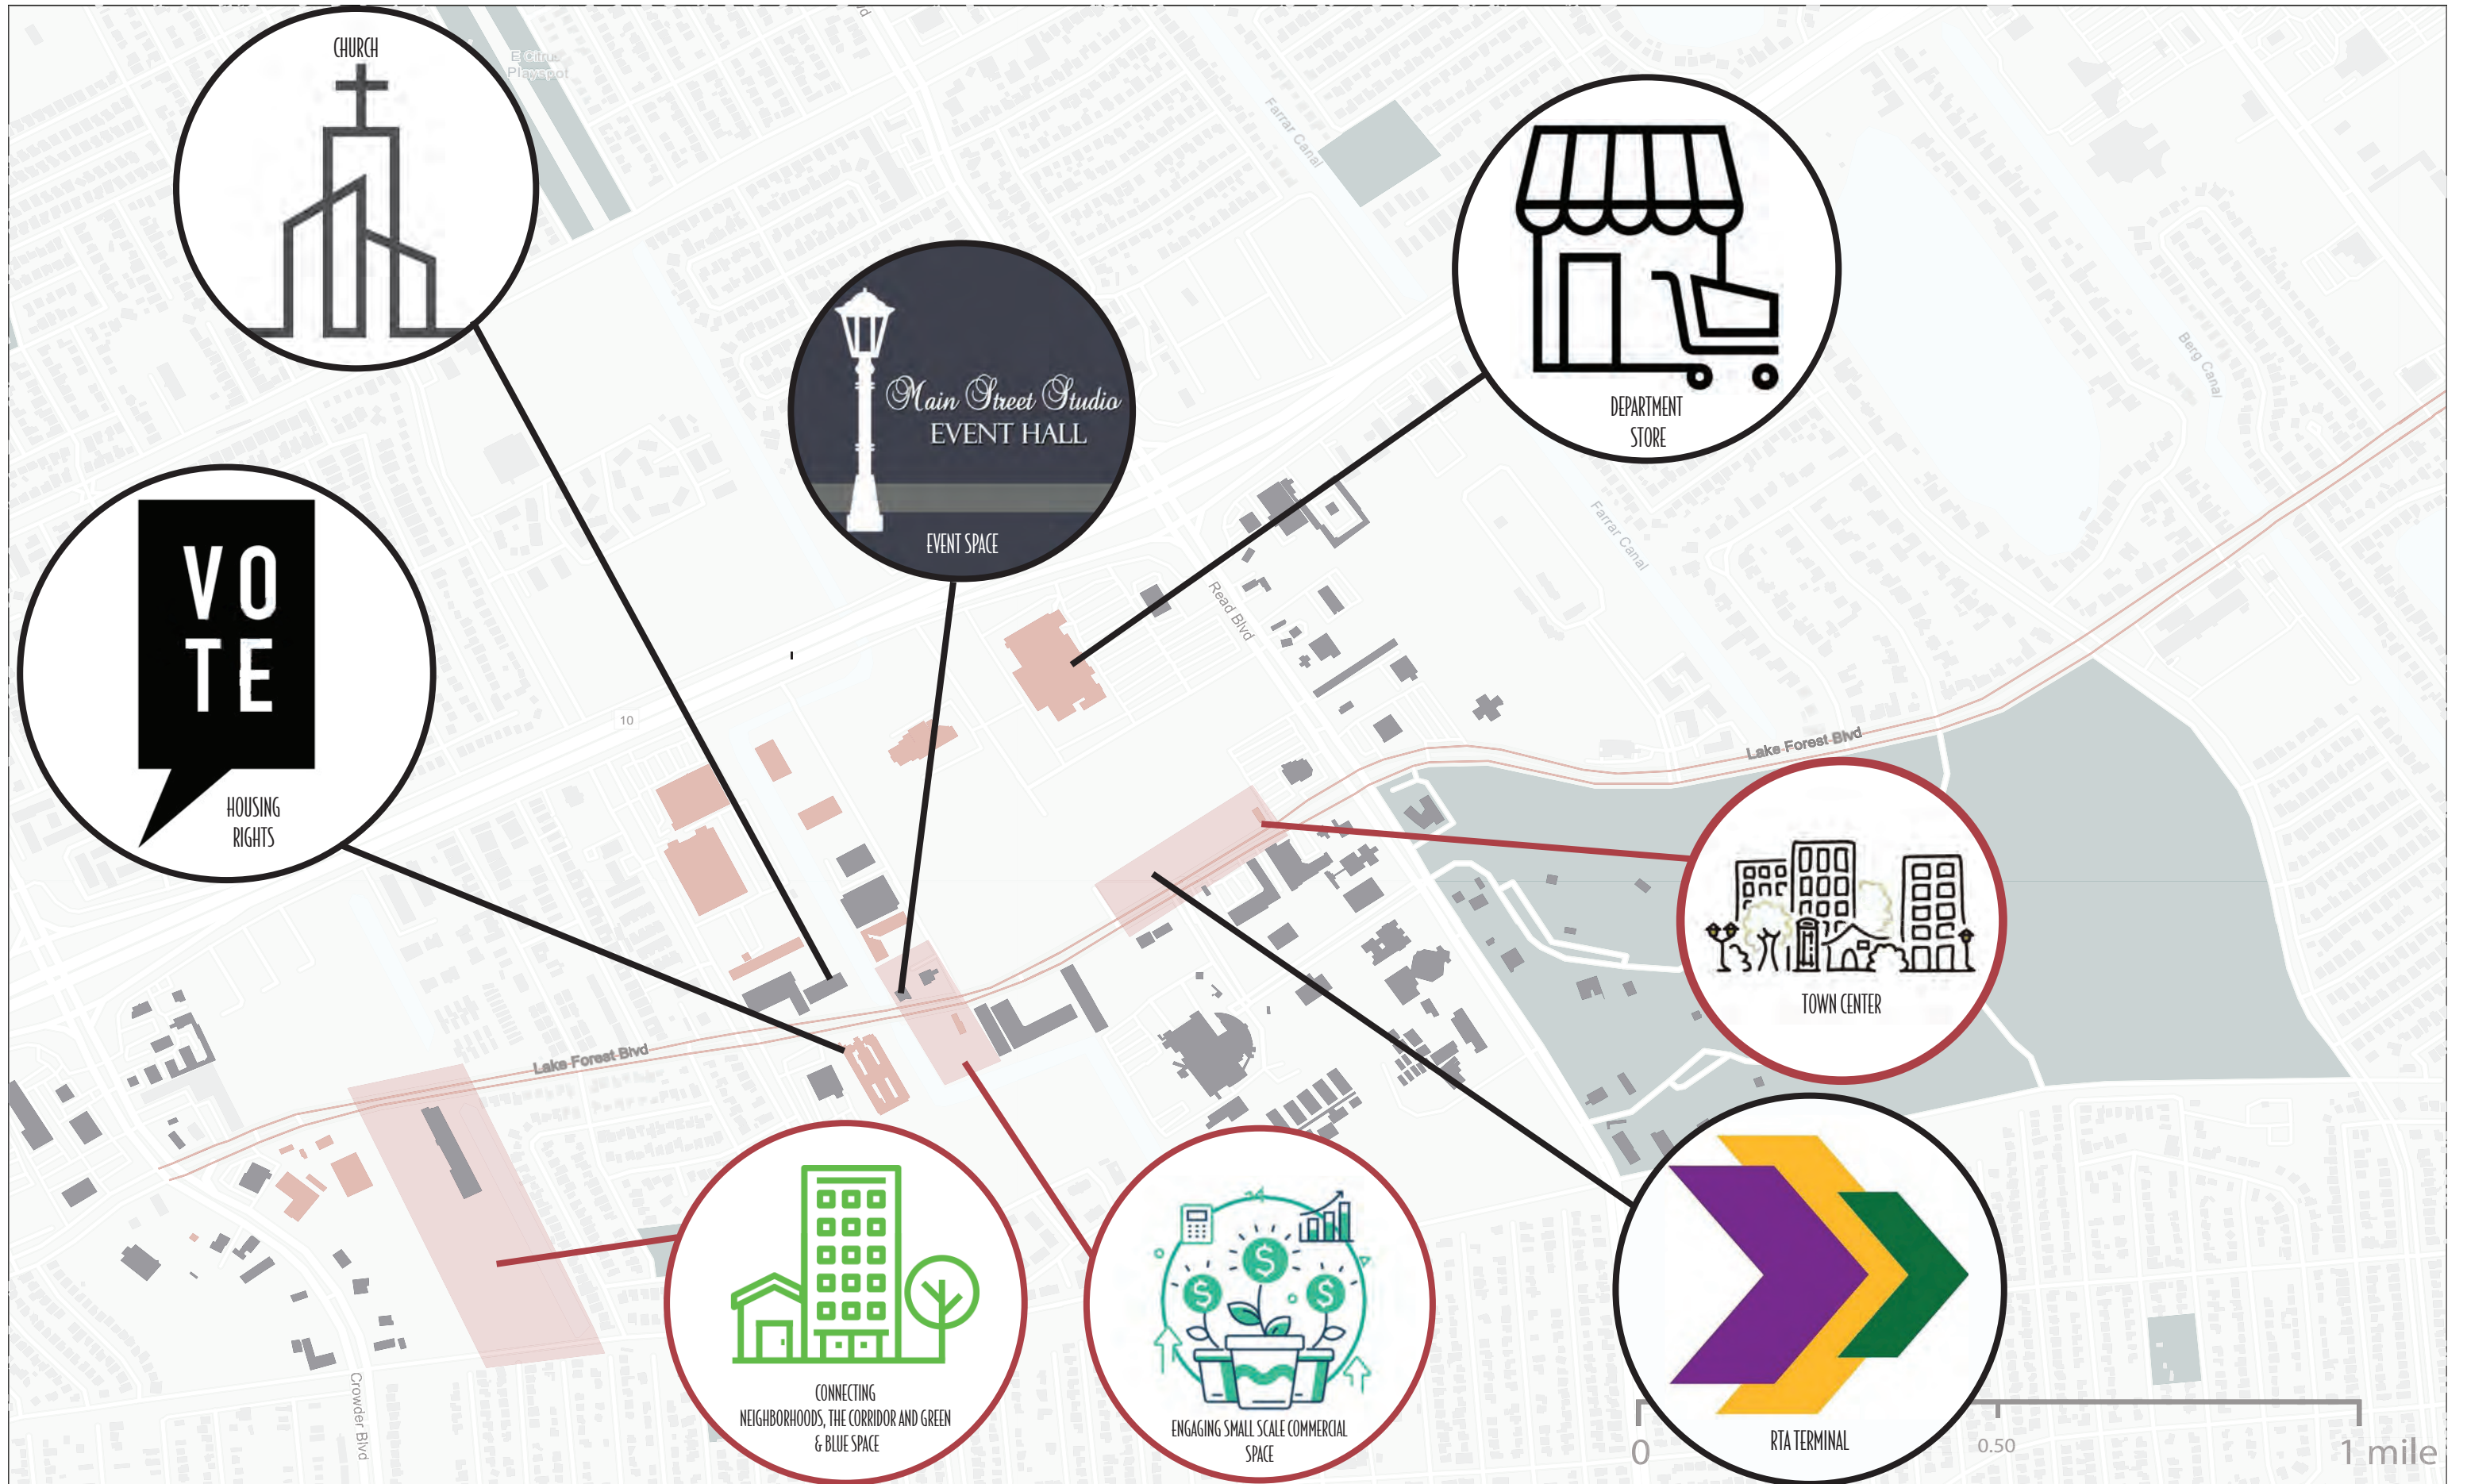 CHURCH
E Citrus
Playspot
Farrar Canal
DEPARTMENT
STORE
Main Street Studio
EVENT HALL
EVENT SPACE
Berg Canal
Farrar Canal
Read Blvd
VO
TE
HOUSING
RIGHTS
10
Lake Forest Blvd
Lake Forest Blvd
TOWN CENTER
Crowder Blvd
CONNECTING
NEIGHBORHOODS, THE CORRIDOR AND GREEN
& BLUE SPACE
$
$
$
ENGAGING SMALL SCALE COMMERCIAL
SPACE
RTA TERMINAL
0
0.50
1 mile